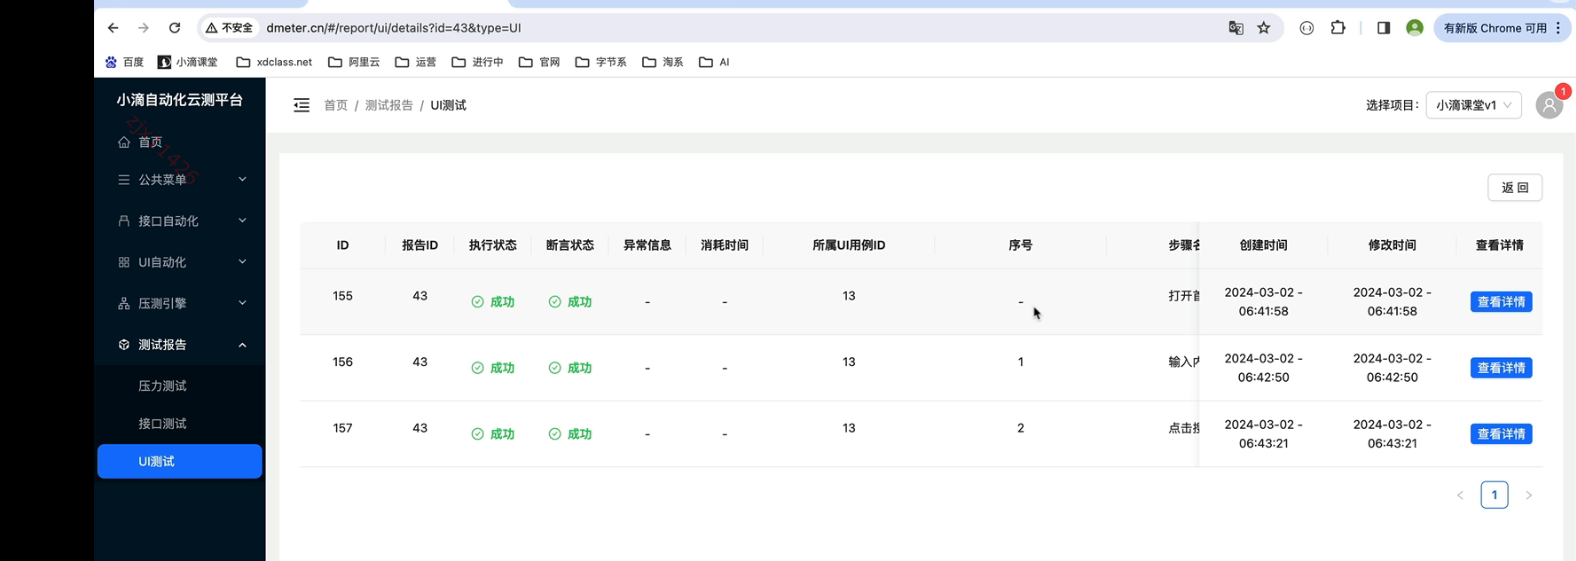 不安全 dmeter.cn/#/report/ui/details?id=43&type=UI 有新版 Chrome 可用
百度 小滴课堂 xdclass.net 阿里云 运营 进行中 官网 字节系 淘系 AI
小滴自动化云测平台
首页
公共菜单
接口自动化
UI自动化
压测引擎
测试报告
压力测试
接口测试
UI测试
zjx-1426
首页 / 测试报告 / UI测试 选择项目: 小滴课堂v1 1
返 回
ID 报告ID 执行状态 断言状态 异常信息 消耗时间 所属UI用例ID 序号 步骤名 创建时间 修改时间 查看详情
155 43 成功 成功 - - 13 - 打开首 2024-03-02 - 2024-03-02 - 查看详情
06:41:58 06:41:58
156 43 成功 成功 - - 13 1 输入内 2024-03-02 - 2024-03-02 - 查看详情
06:42:50 06:42:50
157 43 成功 成功 - - 13 2 点击搜 2024-03-02 - 2024-03-02 - 查看详情
06:43:21 06:43:21
< 1 >